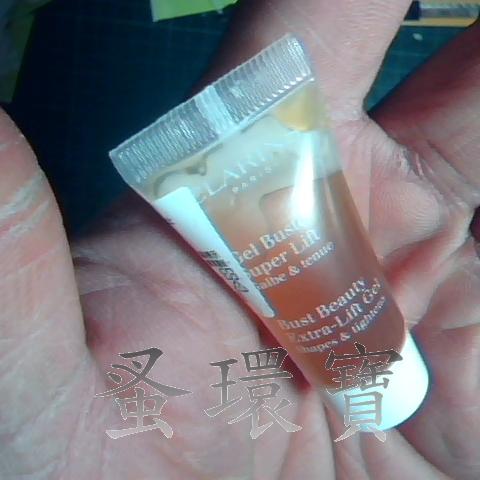 CLARINS
PARIS
Gel Buste
Super Lift
galbe & tenue
Bust Beauty
Extra-Lift Gel
Shapes & tightens
蚤環寶